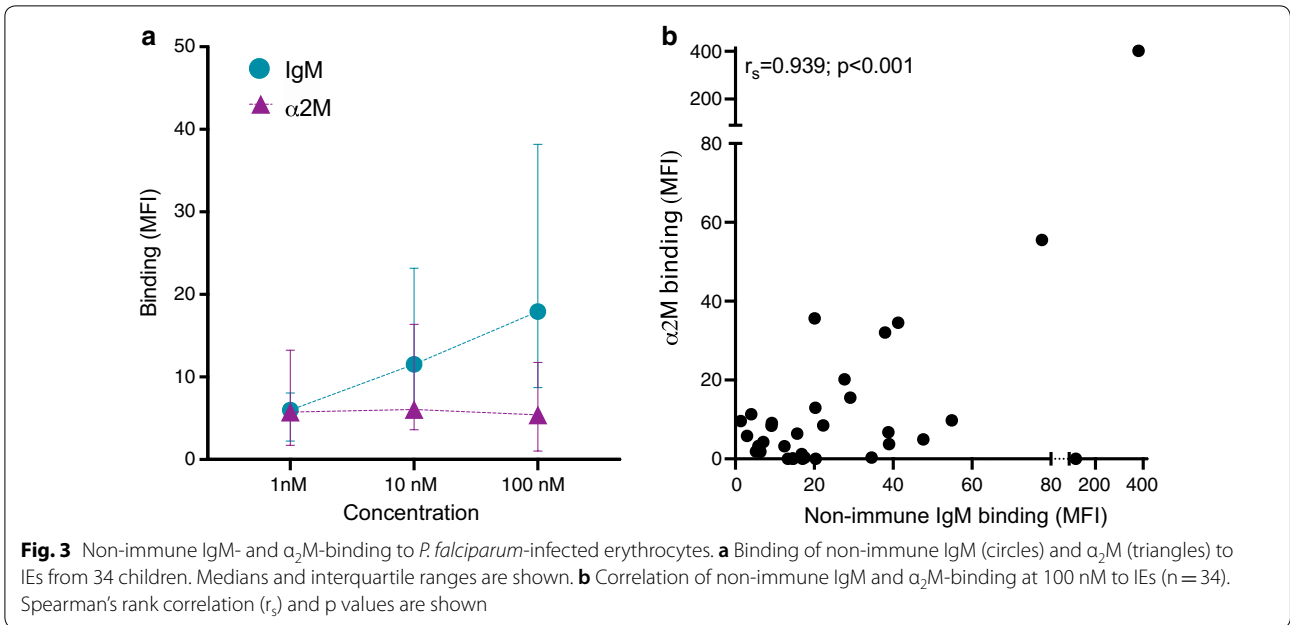 a
50
40
30
20
10
0
Binding (MFI)
IgM
α2M
1nM
10 nM
100 nM
Concentration
b
400
200
80
60
40
20
0
α2M binding (MFI)
rₛ=0.939; p<0.001
0
20
40
60
80
200
400
Non-immune IgM binding (MFI)
Fig. 3 Non-immune IgM- and α₂M-binding to P. falciparum-infected erythrocytes. a Binding of non-immune IgM (circles) and α₂M (triangles) to
IEs from 34 children. Medians and interquartile ranges are shown. b Correlation of non-immune IgM and α₂M-binding at 100 nM to IEs (n = 34).
Spearman's rank correlation (rₛ) and p values are shown